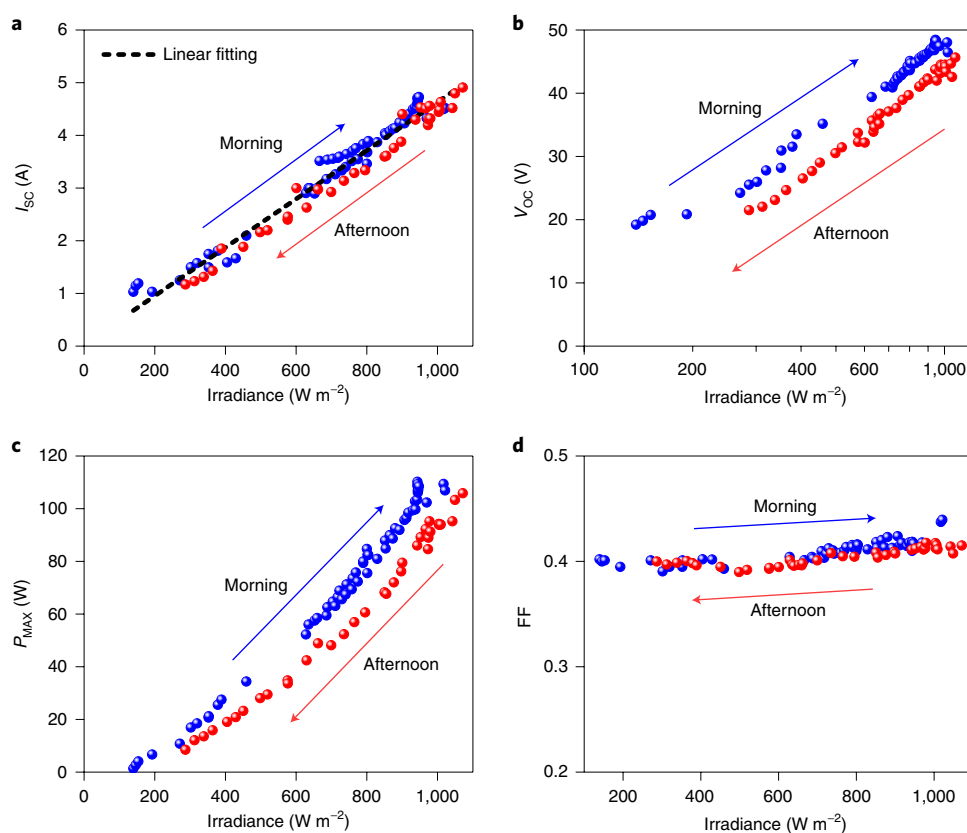 a
6
5
4
3
2
1
0
I_SC (A)
Linear fitting
Morning
Afternoon
0
200
400
600
800
1,000
Irradiance (W m⁻²)
b
50
40
30
20
10
0
V_OC (V)
Morning
Afternoon
100
200
400
600
800
1,000
Irradiance (W m⁻²)
c
120
100
80
60
40
20
0
P_MAX (W)
Morning
Afternoon
0
200
400
600
800
1,000
Irradiance (W m⁻²)
d
0.5
0.4
0.3
0.2
FF
Morning
Afternoon
200
400
600
800
1,000
Irradiance (W m⁻²)